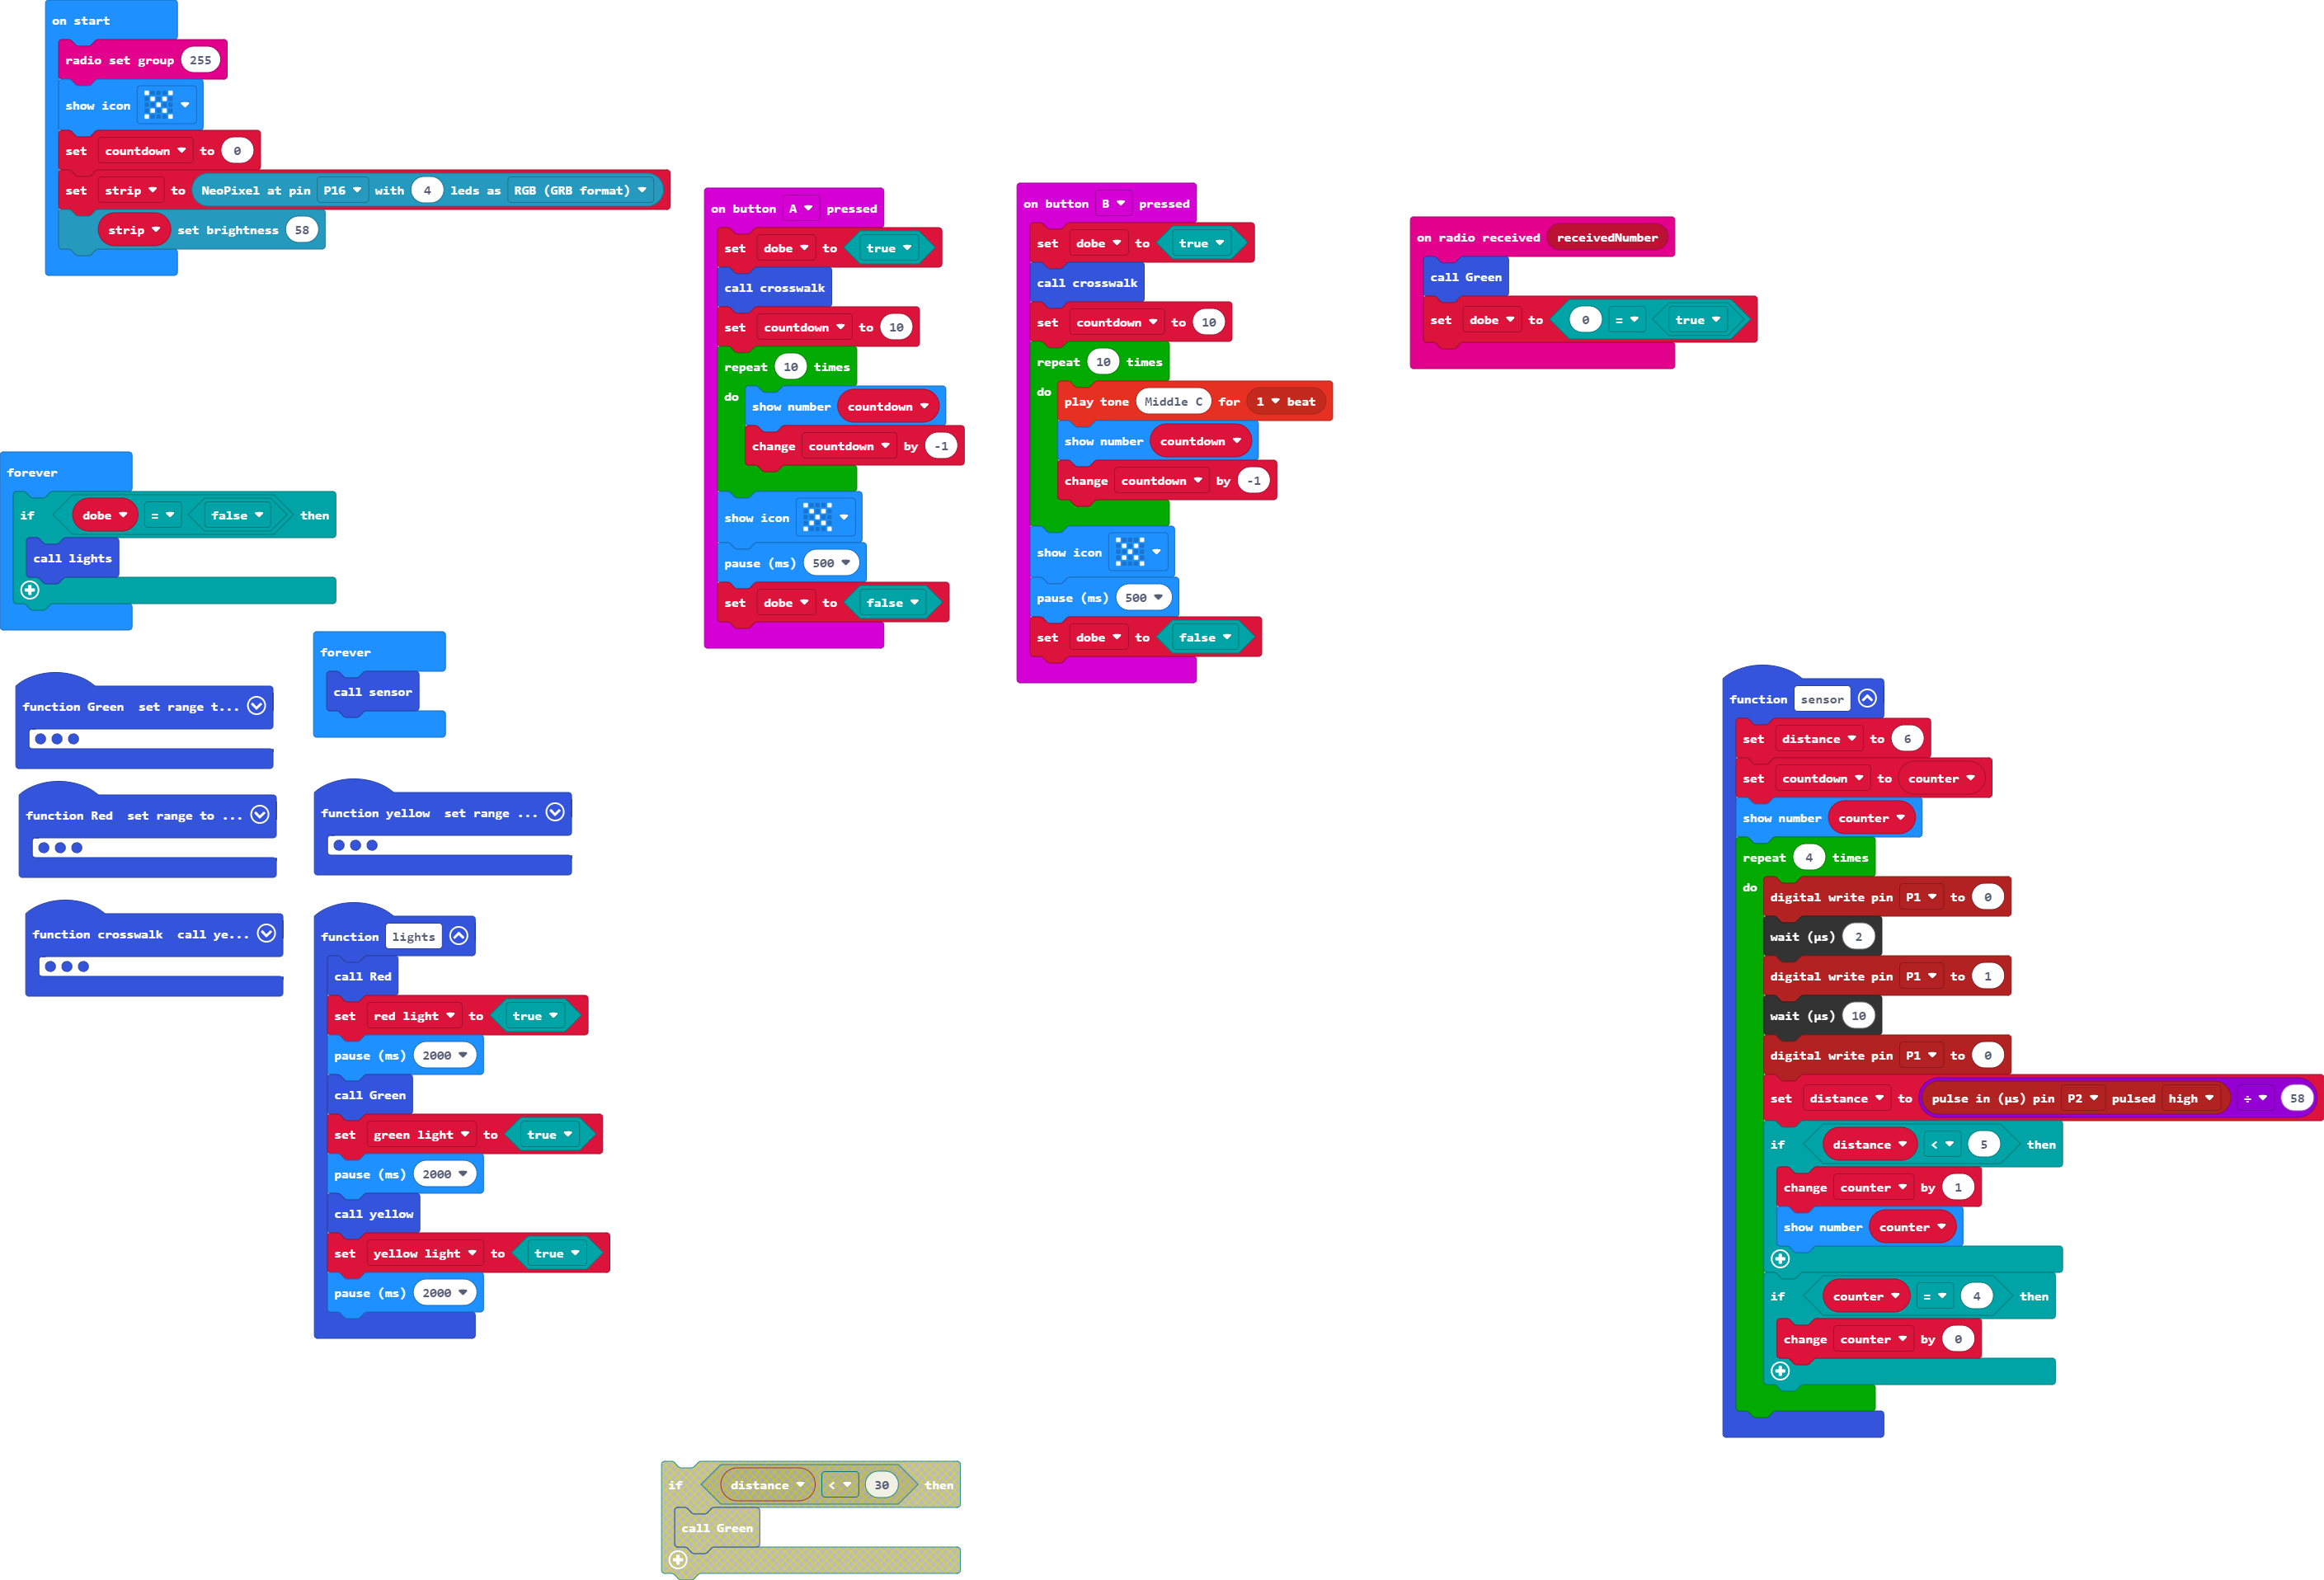 on start
radio set group 255
show icon
set countdown to 0
set strip to NeoPixel at pin P16 with 4 leds as RGB (GRB format)
strip set brightness 58
on button A pressed
set dobe to true
call crosswalk
set countdown to 10
repeat 10 times
do show number countdown
change countdown by -1
show icon
pause (ms) 500
set dobe to false
on button B pressed
set dobe to true
call crosswalk
set countdown to 10
repeat 10 times
do play tone Middle C for 1 beat
show number countdown
change countdown by -1
show icon
pause (ms) 500
set dobe to false
on radio received receivedNumber
call Green
set dobe to 0 = true
forever
if dobe = false then
call lights
forever
call sensor
function Green set range t...
function Red set range to ...
function yellow set range ...
function crosswalk call ye...
function lights
call Red
set red light to true
pause (ms) 2000
call Green
set green light to true
pause (ms) 2000
call yellow
set yellow light to true
pause (ms) 2000
function sensor
set distance to 6
set countdown to counter
show number counter
repeat 4 times
do digital write pin P1 to 0
wait (µs) 2
digital write pin P1 to 1
wait (µs) 10
digital write pin P1 to 0
set distance to pulse in (µs) pin P2 pulsed high ÷ 58
if distance < 5 then
change counter by 1
show number counter
if counter = 4 then
change counter by 0
if distance < 30 then
call Green